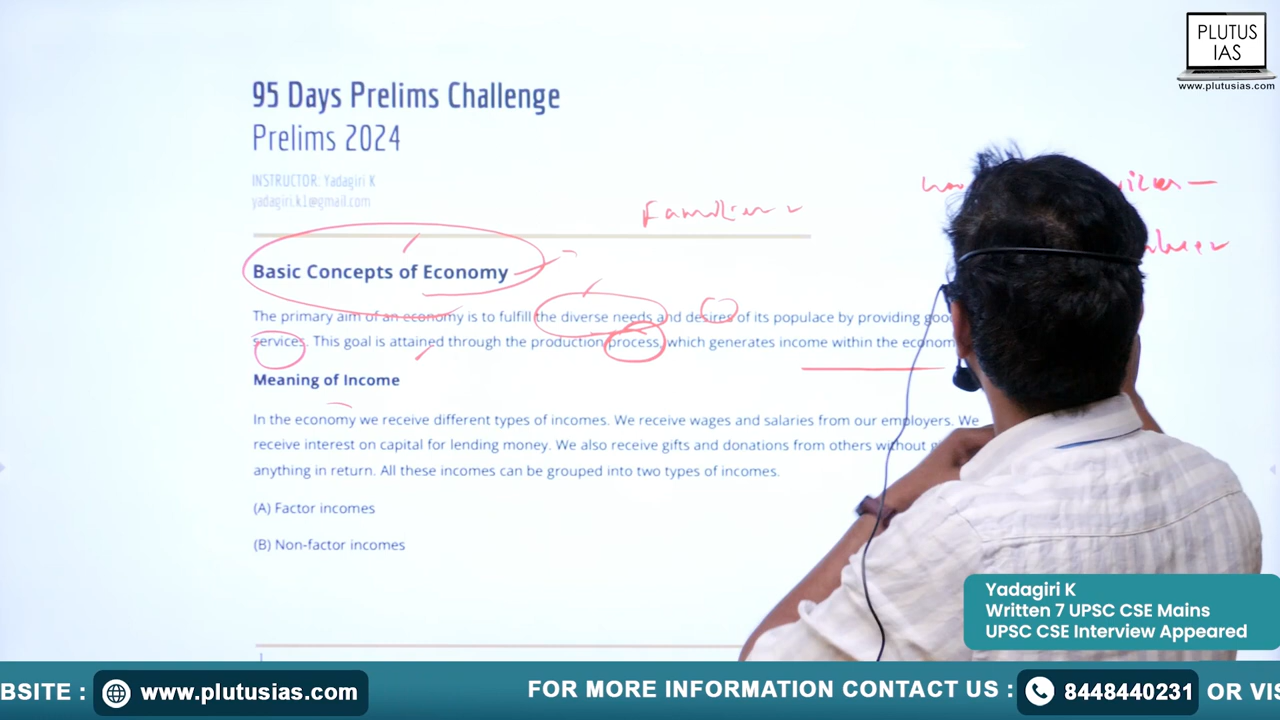 PLUTUS
IAS
www.plutusias.com
95 Days Prelims Challenge
Prelims 2024
INSTRUCTOR: Yadagiri K
yadagiri.k1@gmail.com
Basic Concepts of Economy
The primary aim of an economy is to fulfill the diverse needs and desires of its populace by providing
services. This goal is attained through the production process, which generates income within the
Meaning of Income
In the economy we receive different types of incomes. We receive wages and salaries from our employers. We
receive interest on capital for lending money. We also receive gifts and donations from others without
anything in return. All these incomes can be grouped into two types of incomes.
(A) Factor incomes
(B) Non-factor incomes
Yadagiri K
Written 7 UPSC CSE Mains
UPSC CSE Interview Appeared
BSITE : www.plutusias.com FOR MORE INFORMATION CONTACT US : 8448440231 OR VIS